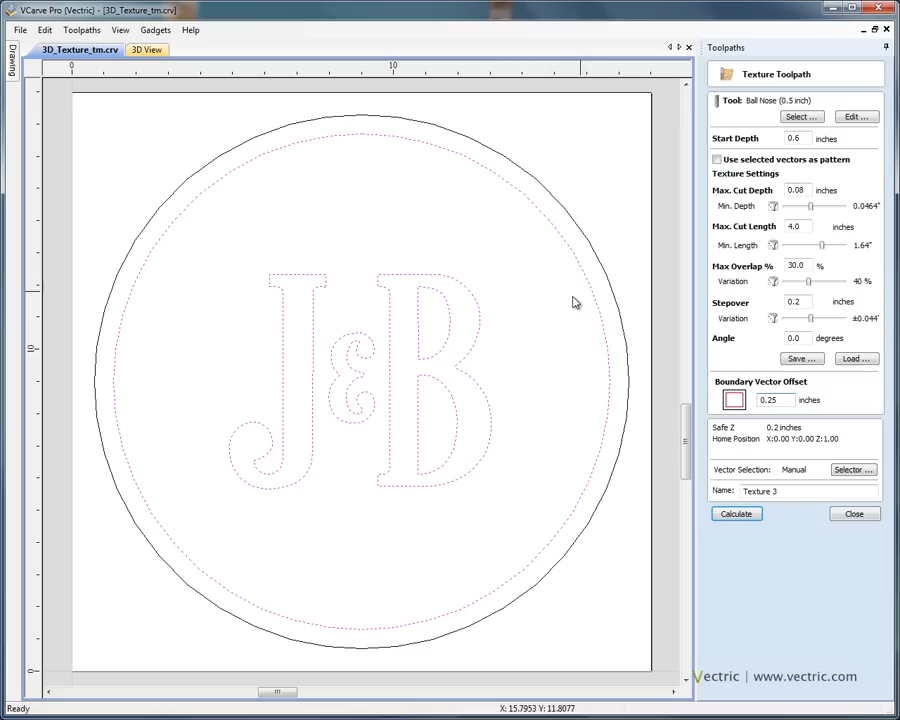 VCarve Pro {Vectric} - [3D_Texture_tm.crv]
File Edit Toolpaths View Gadgets Help
3D_Texture_tm.crv 3D View
Drawing
0 10
10
0
J&B
Toolpaths
Texture Toolpath
Tool: Ball Nose (0.5 inch)
Select ... Edit ...
Start Depth 0.6 inches
Use selected vectors as pattern
Texture Settings
Max. Cut Depth 0.08 inches
Min. Depth 0.0464"
Max. Cut Length 4.0 inches
Min. Length 1.64"
Max Overlap % 30.0 %
Variation 40 %
Stepover 0.2 inches
Variation ±0.044'
Angle 0.0 degrees
Save ... Load ...
Boundary Vector Offset
0.25 inches
Safe Z 0.2 inches
Home Position X:0.00 Y:0.00 Z:1.00
Vector Selection: Manual Selector ...
Name: Texture 3
Calculate Close
Vectric | www.vectric.com
Ready X: 15.7953 Y: 11.8077